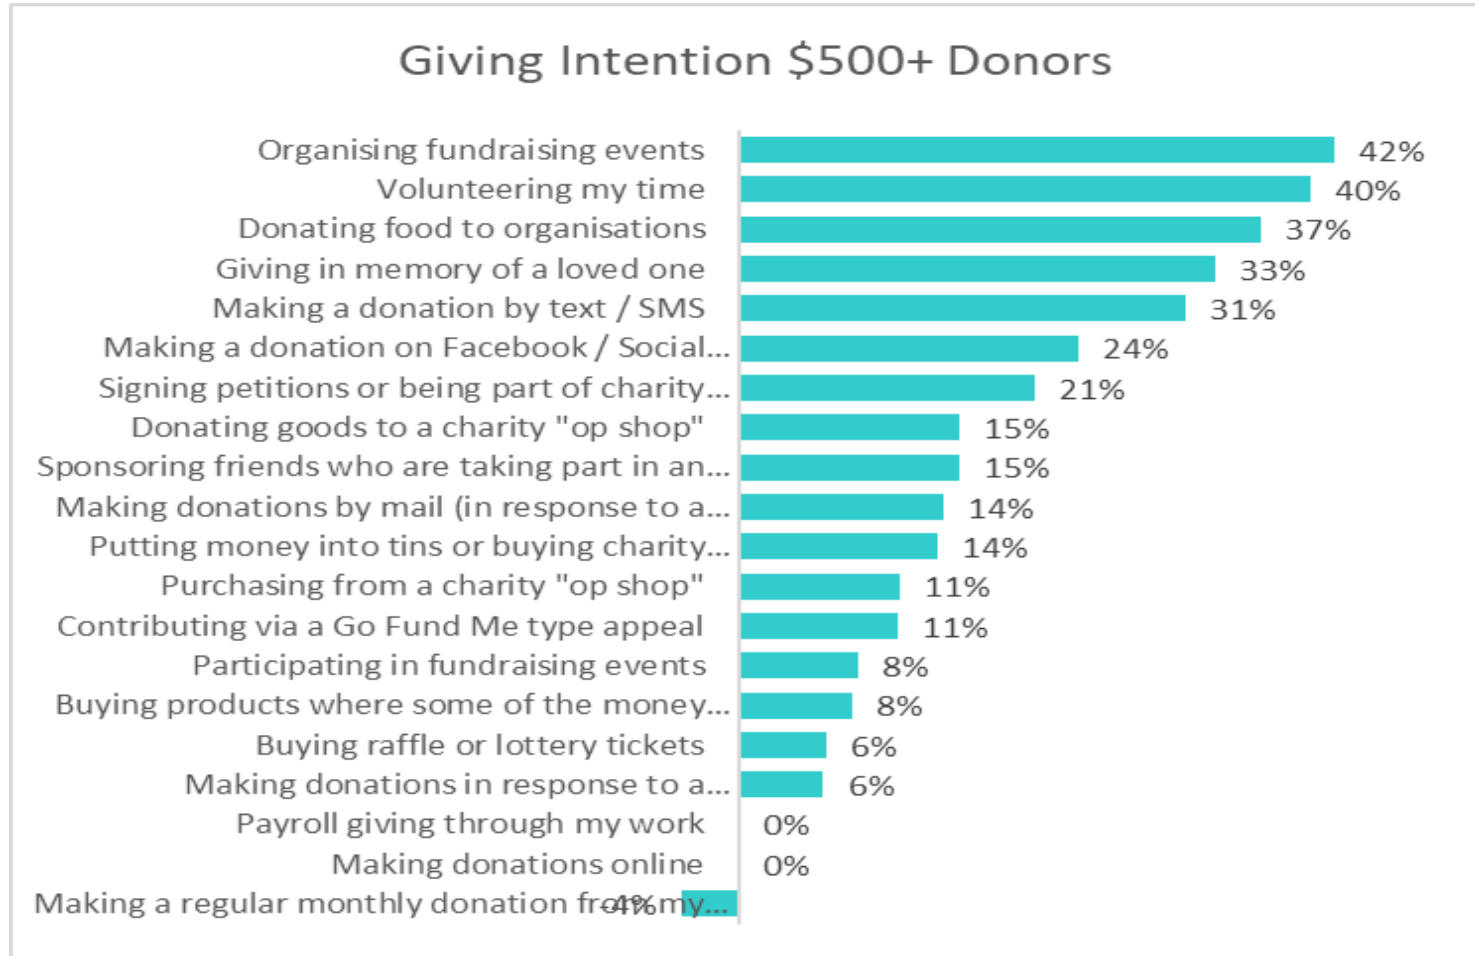 Giving Intention $500+ Donors
Organising fundraising events 42%
Volunteering my time 40%
Donating food to organisations 37%
Giving in memory of a loved one 33%
Making a donation by text / SMS 31%
Making a donation on Facebook / Social... 24%
Signing petitions or being part of charity... 21%
Donating goods to a charity "op shop" 15%
Sponsoring friends who are taking part in an... 15%
Making donations by mail (in response to a... 14%
Putting money into tins or buying charity... 14%
Purchasing from a charity "op shop" 11%
Contributing via a Go Fund Me type appeal 11%
Participating in fundraising events 8%
Buying products where some of the money... 8%
Buying raffle or lottery tickets 6%
Making donations in response to a... 6%
Payroll giving through my work 0%
Making donations online 0%
Making a regular monthly donation from my... -4%